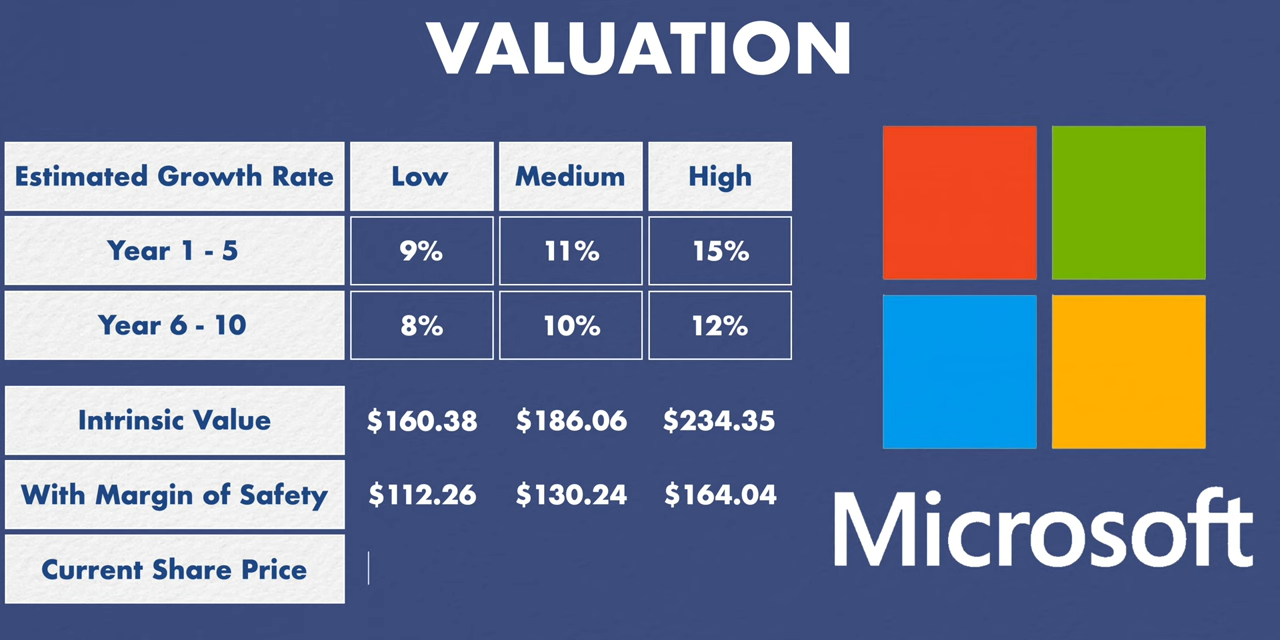 VALUATION
Estimated Growth Rate Low Medium High
Year 1 - 5 9% 11% 15%
Year 6 - 10 8% 10% 12%
Intrinsic Value $160.38 $186.06 $234.35
With Margin of Safety $112.26 $130.24 $164.04
Current Share Price
Microsoft